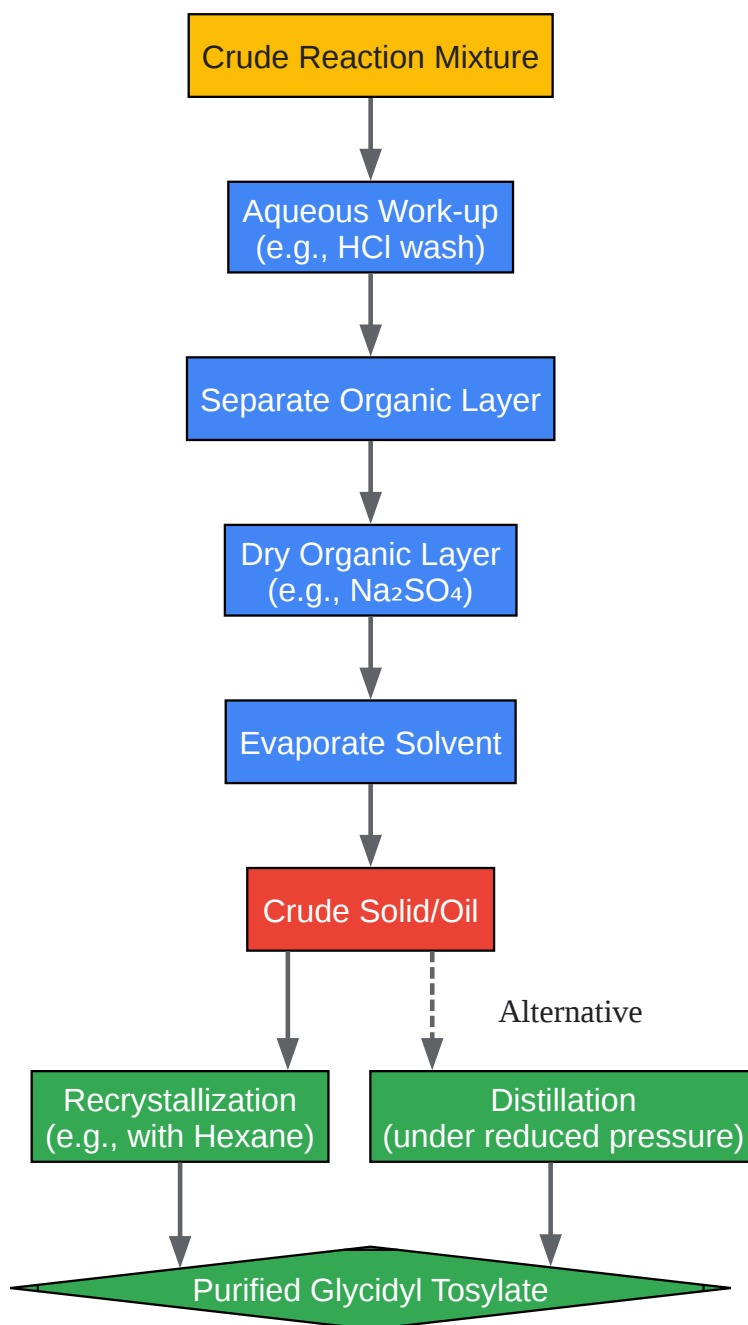 Crude Reaction Mixture
Aqueous Work-up
(e.g., HCl wash)
Separate Organic Layer
Dry Organic Layer
(e.g., Na₂SO₄)
Evaporate Solvent
Crude Solid/Oil
Alternative
Recrystallization
(e.g., with Hexane)
Distillation
(under reduced pressure)
Purified Glycidyl Tosylate